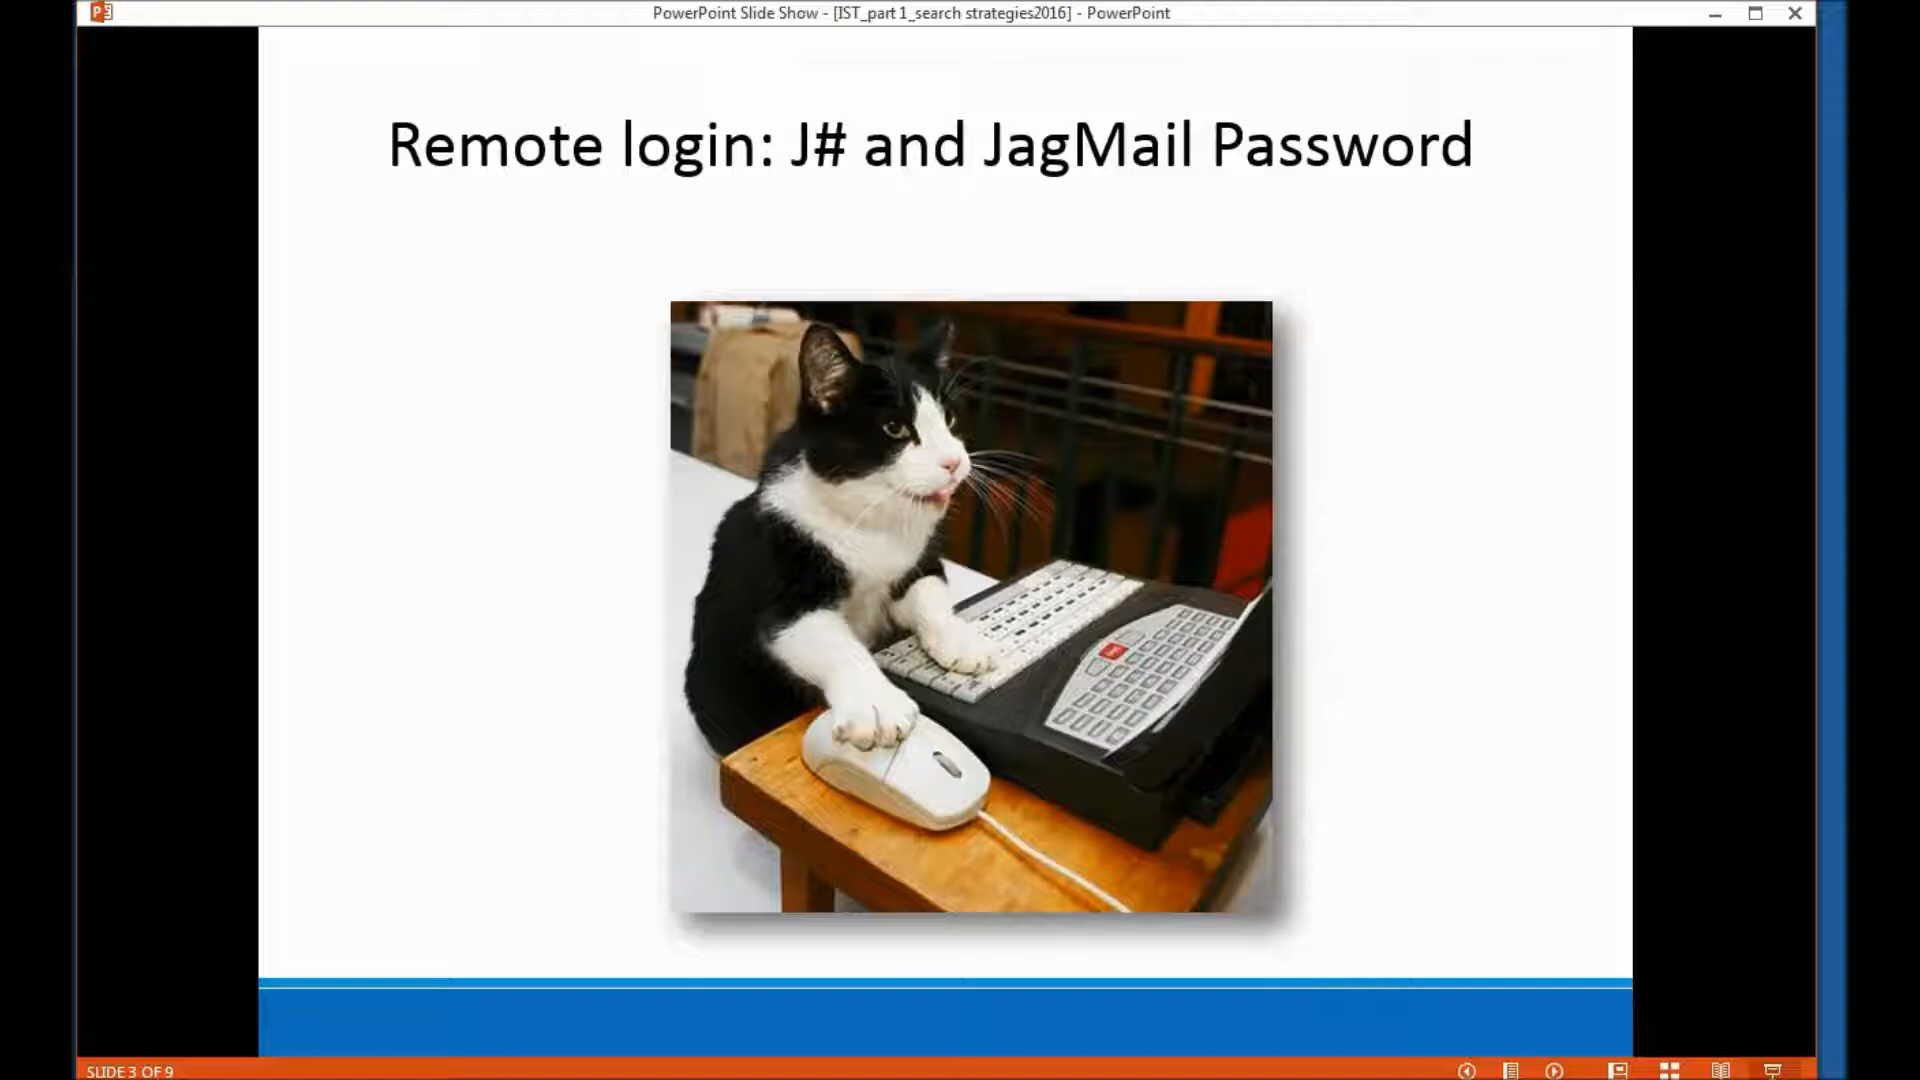 PowerPoint Slide Show - [IST_part 1_search strategies2016] - PowerPoint
Remote login: J# and JagMail Password
SLIDE 3 OF 9